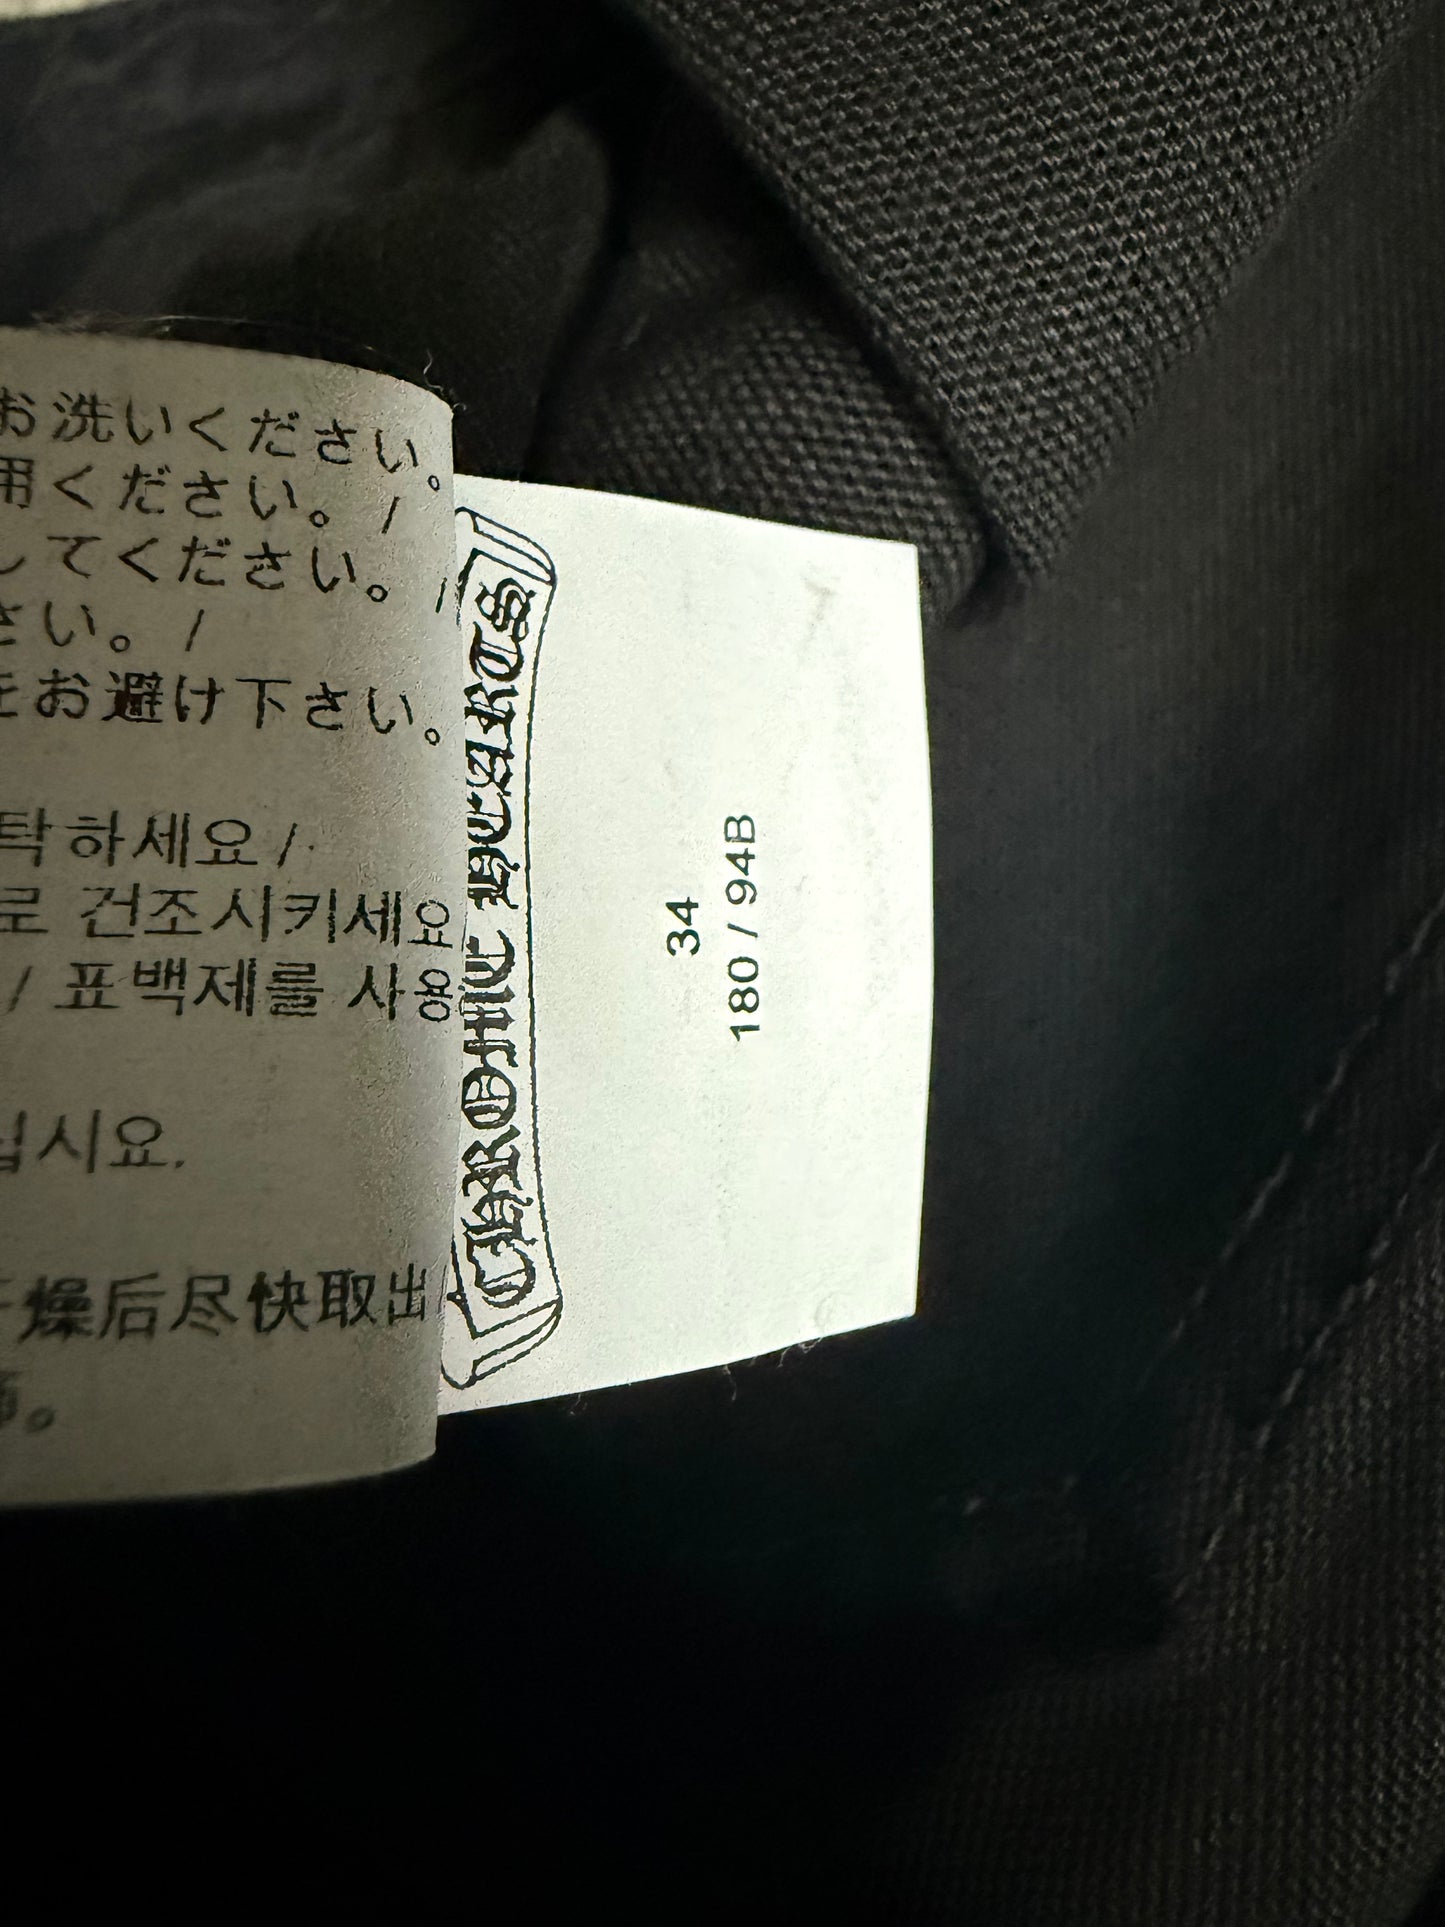 お洗いください。
用ください。/
してください。/
さい。/
をお避け下さい。
탁하세요/
로 건조시키세요
/ 표백제를 사용
십시요.
燥后尽快取出
CHROME HEARTS
34
180 / 94B